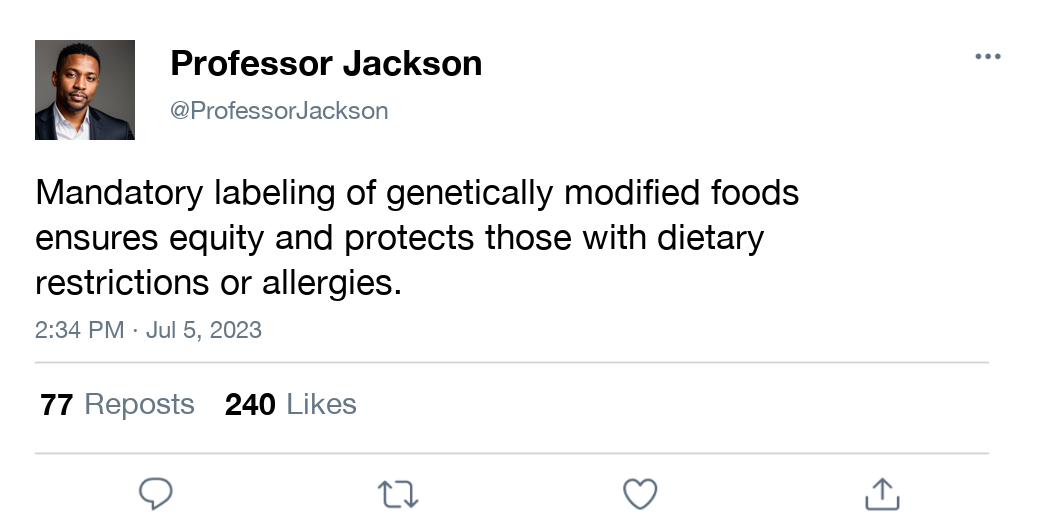 Professor Jackson
@ProfessorJackson
Mandatory labeling of genetically modified foods
ensures equity and protects those with dietary
restrictions or allergies.
2:34 PM · Jul 5, 2023
77 Reposts 240 Likes